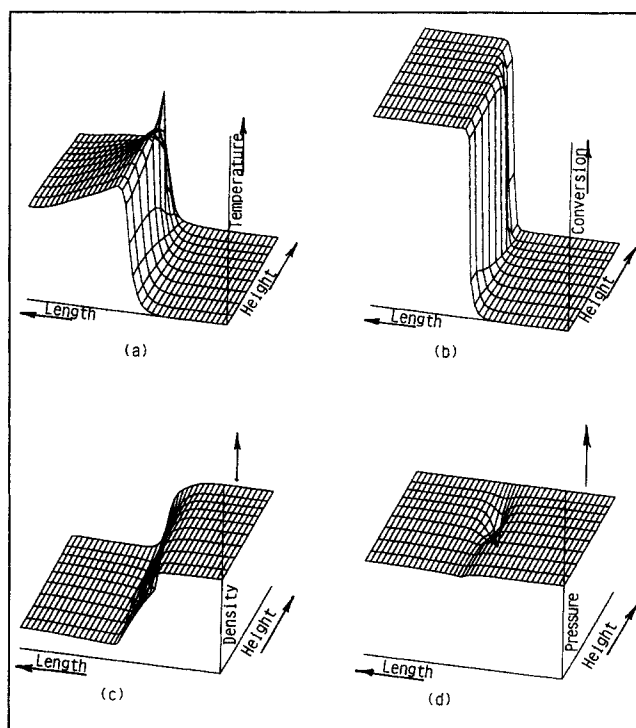 Temperature
Height
Length
(a)
Conversion
Height
Length
(b)
Density
Height
Length
(c)
Pressure
Height
Length
(d)